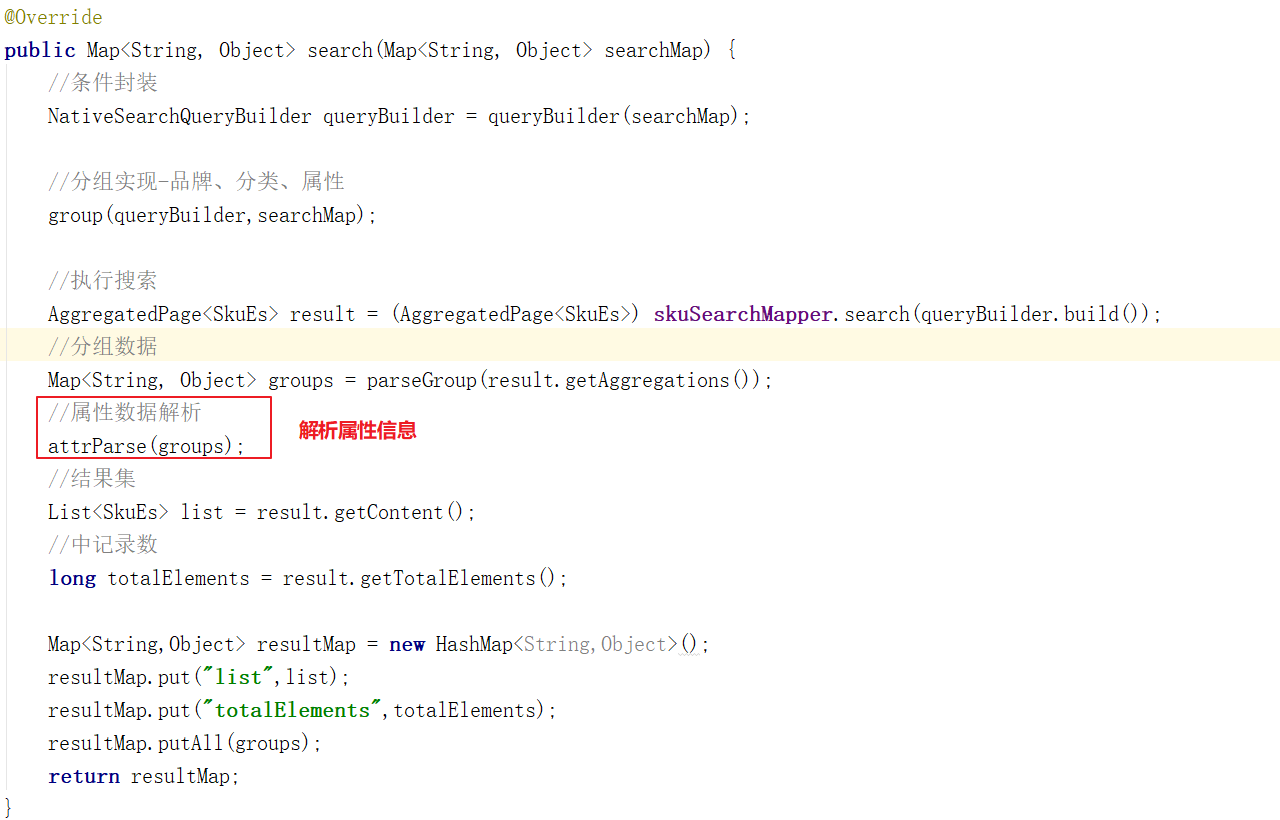 @Override
public Map<String, Object> search(Map<String, Object> searchMap) {
//条件封装
NativeSearchQueryBuilder queryBuilder = queryBuilder(searchMap);
//分组实现-品牌、分类、属性
group(queryBuilder,searchMap);
//执行搜索
AggregatedPage<SkuEs> result = (AggregatedPage<SkuEs>) skuSearchMapper.search(queryBuilder.build());
//分组数据
Map<String, Object> groups = parseGroup(result.getAggregations());
//属性数据解析
attrParse(groups);
解析属性信息
//结果集
List<SkuEs> list = result.getContent();
//中记录数
long totalElements = result.getTotalElements();
Map<String,Object> resultMap = new HashMap<String,Object>();
resultMap.put("list",list);
resultMap.put("totalElements",totalElements);
resultMap.putAll(groups);
return resultMap;
}